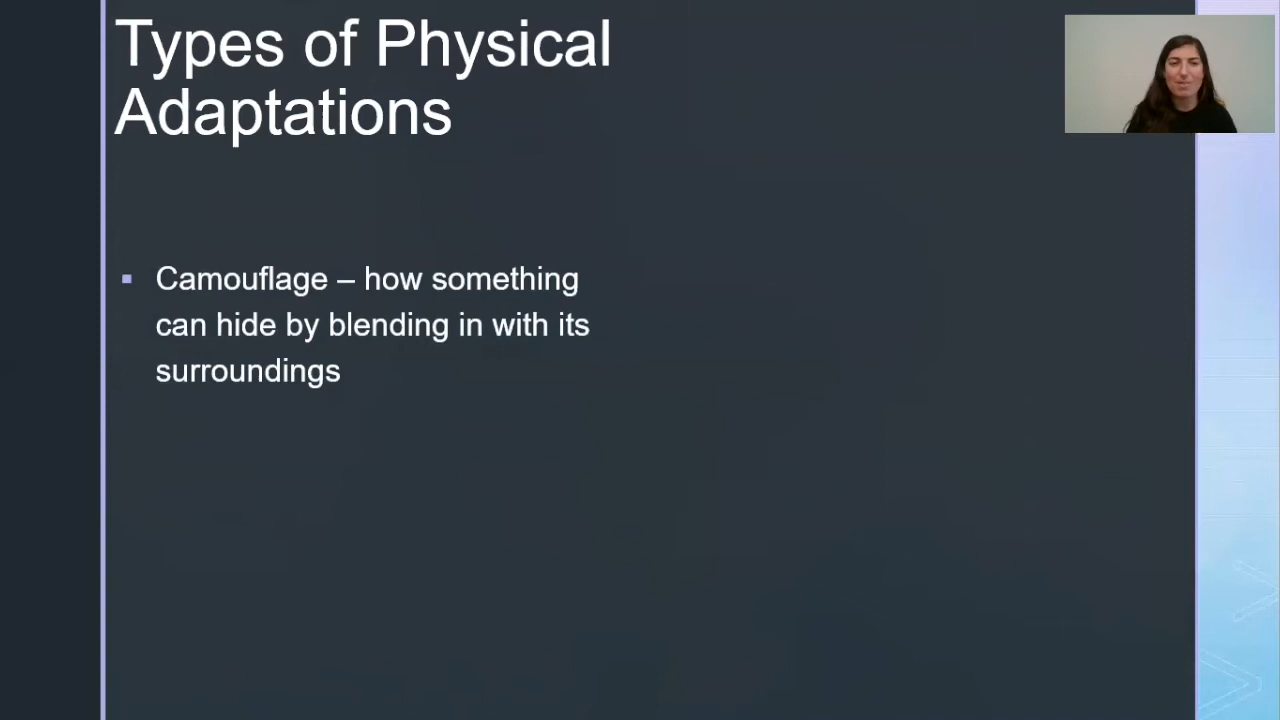 Types of Physical
Adaptations
Camouflage – how something
can hide by blending in with its
surroundings